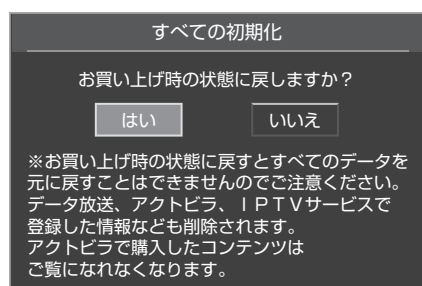 すべての初期化
お買い上げ時の状態に戻しますか？
はい
いいえ
※お買い上げ時の状態に戻すとすべてのデータを
元に戻すことはできませんのでご注意ください。
データ放送、アクトビラ、ＩＰＴＶサービスで
登録した情報なども削除されます。
アクトビラで購入したコンテンツは
ご覧になれなくなります。